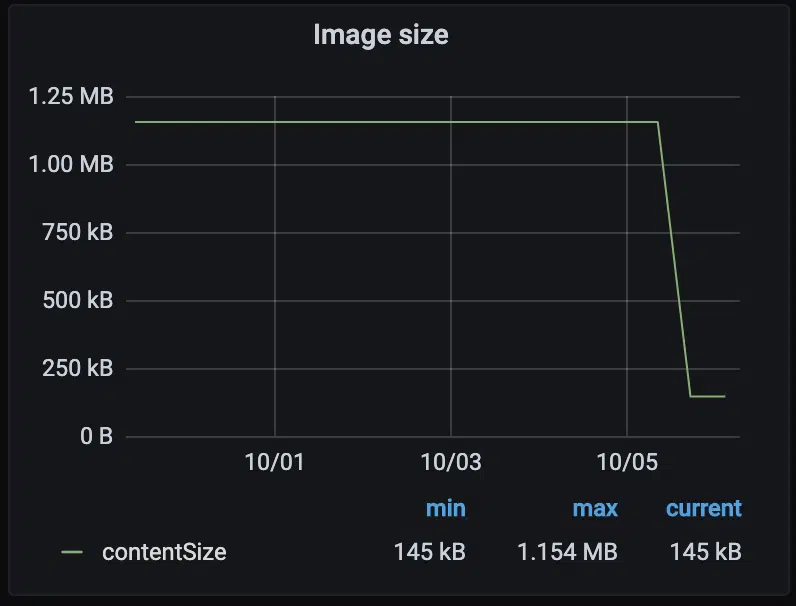 Image size
1.25 MB
1.00 MB
750 kB
500 kB
250 kB
0 B
10/01 10/03 10/05
min max current
contentSize 145 kB 1.154 MB 145 kB